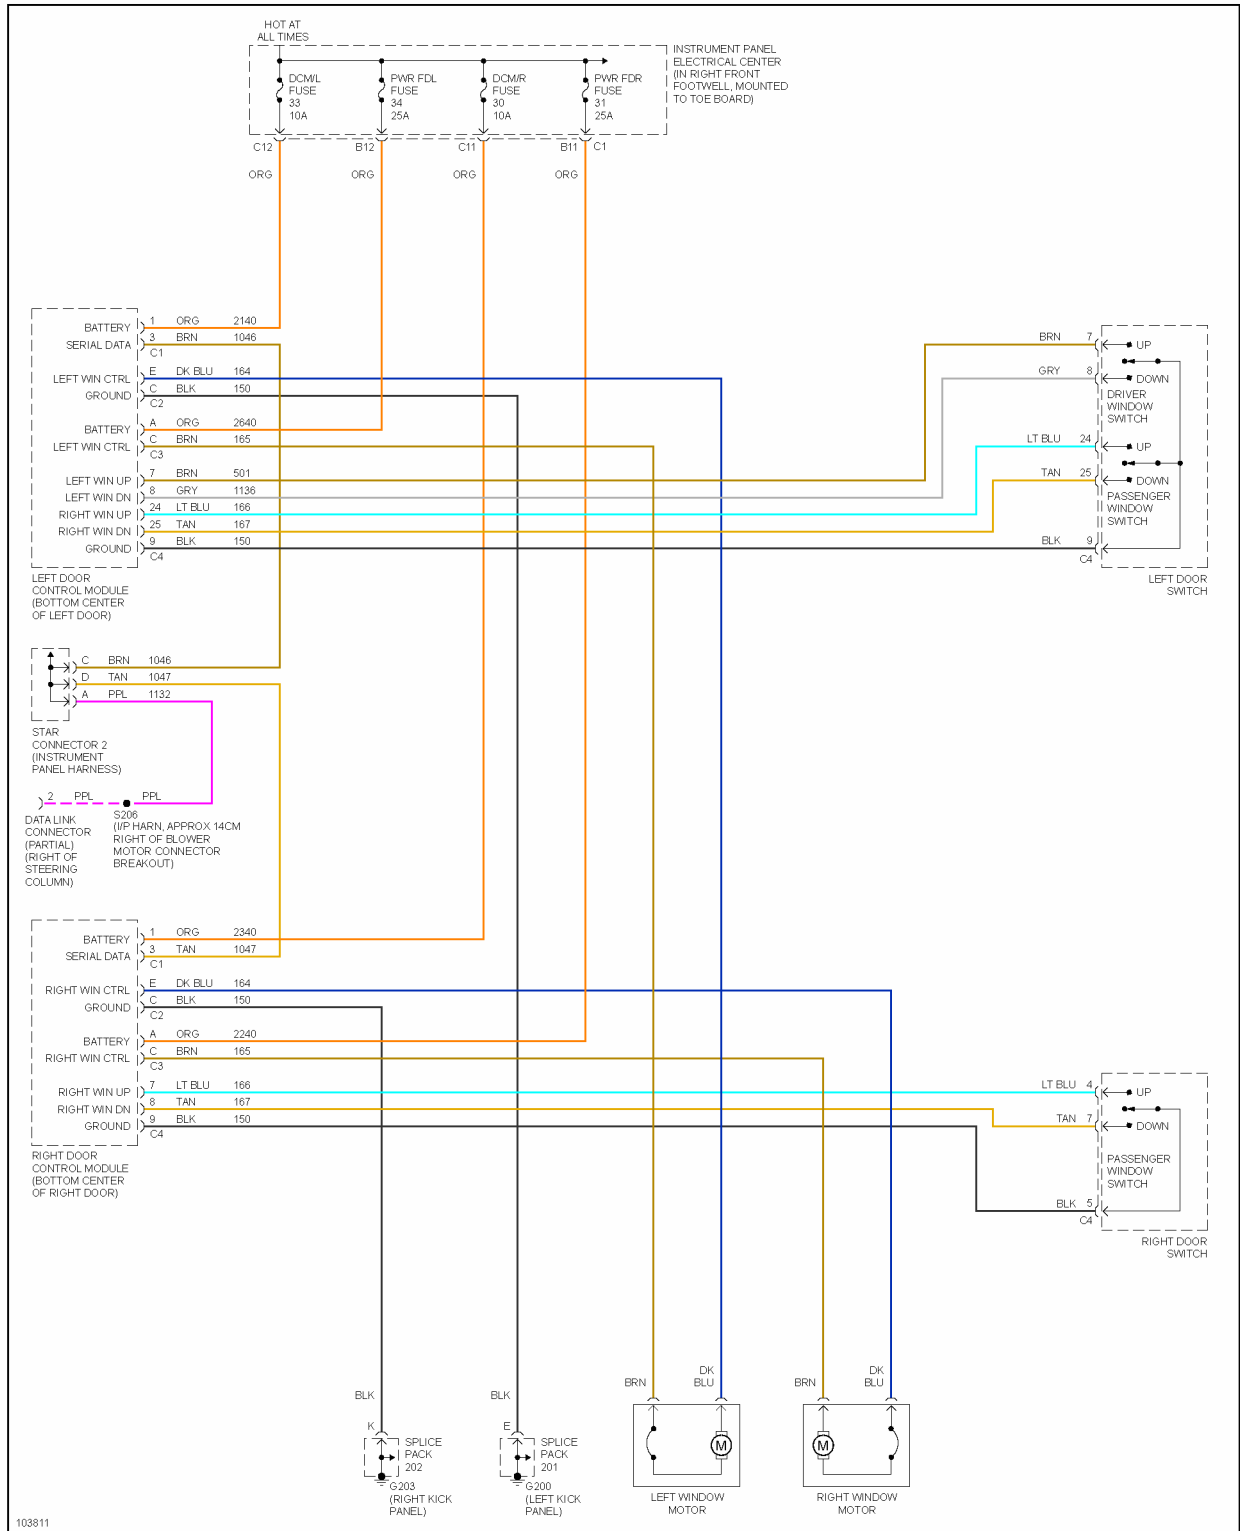 HOT AT
ALL TIMES
INSTRUMENT PANEL
ELECTRICAL CENTER
(IN RIGHT FRONT
FOOTWELL, MOUNTED
TO TOE BOARD)
DCM/L
FUSE
33
10A
PWR FDL
FUSE
34
25A
DCM/R
FUSE
30
10A
PWR FDR
FUSE
31
25A
C12 B12 C11 B11 C1
ORG ORG ORG ORG
BATTERY 1 ORG 2140
SERIAL DATA 3 BRN 1046
C1
LEFT WIN CTRL E DK BLU 164
GROUND C BLK 150
C2
BATTERY A ORG 2640
LEFT WIN CTRL C BRN 165
C3
LEFT WIN UP 7 BRN 501
LEFT WIN DN 8 GRY 1136
RIGHT WIN UP 24 LT BLU 166
RIGHT WIN DN 25 TAN 167
GROUND 9 BLK 150
C4
LEFT DOOR
CONTROL MODULE
(BOTTOM CENTER
OF LEFT DOOR)
BRN 7 UP
GRY 8 DOWN
DRIVER
WINDOW
SWITCH
LT BLU 24 UP
TAN 25 DOWN
PASSENGER
WINDOW
SWITCH
BLK 9
C4
LEFT DOOR
SWITCH
C BRN 1046
D TAN 1047
A PPL 1132
STAR
CONNECTOR 2
(INSTRUMENT
PANEL HARNESS)
2 PPL PPL
DATA LINK
CONNECTOR
(PARTIAL)
(RIGHT OF
STEERING
COLUMN)
S206
(I/P HARN, APPROX 14CM
RIGHT OF BLOWER
MOTOR CONNECTOR
BREAKOUT)
BATTERY 1 ORG 2340
SERIAL DATA 3 TAN 1047
C1
RIGHT WIN CTRL E DK BLU 164
GROUND C BLK 150
C2
BATTERY A ORG 2240
RIGHT WIN CTRL C BRN 165
C3
RIGHT WIN UP 7 LT BLU 166
RIGHT WIN DN 8 TAN 167
GROUND 9 BLK 150
C4
RIGHT DOOR
CONTROL MODULE
(BOTTOM CENTER
OF RIGHT DOOR)
LT BLU 4 UP
TAN 7 DOWN
PASSENGER
WINDOW
SWITCH
BLK 5
C4
RIGHT DOOR
SWITCH
BLK
K
SPLICE
PACK
202
G203
(RIGHT KICK
PANEL)
BLK
E
SPLICE
PACK
201
G200
(LEFT KICK
PANEL)
BRN
DK
BLU
M
LEFT WINDOW
MOTOR
BRN
DK
BLU
M
RIGHT WINDOW
MOTOR
103811